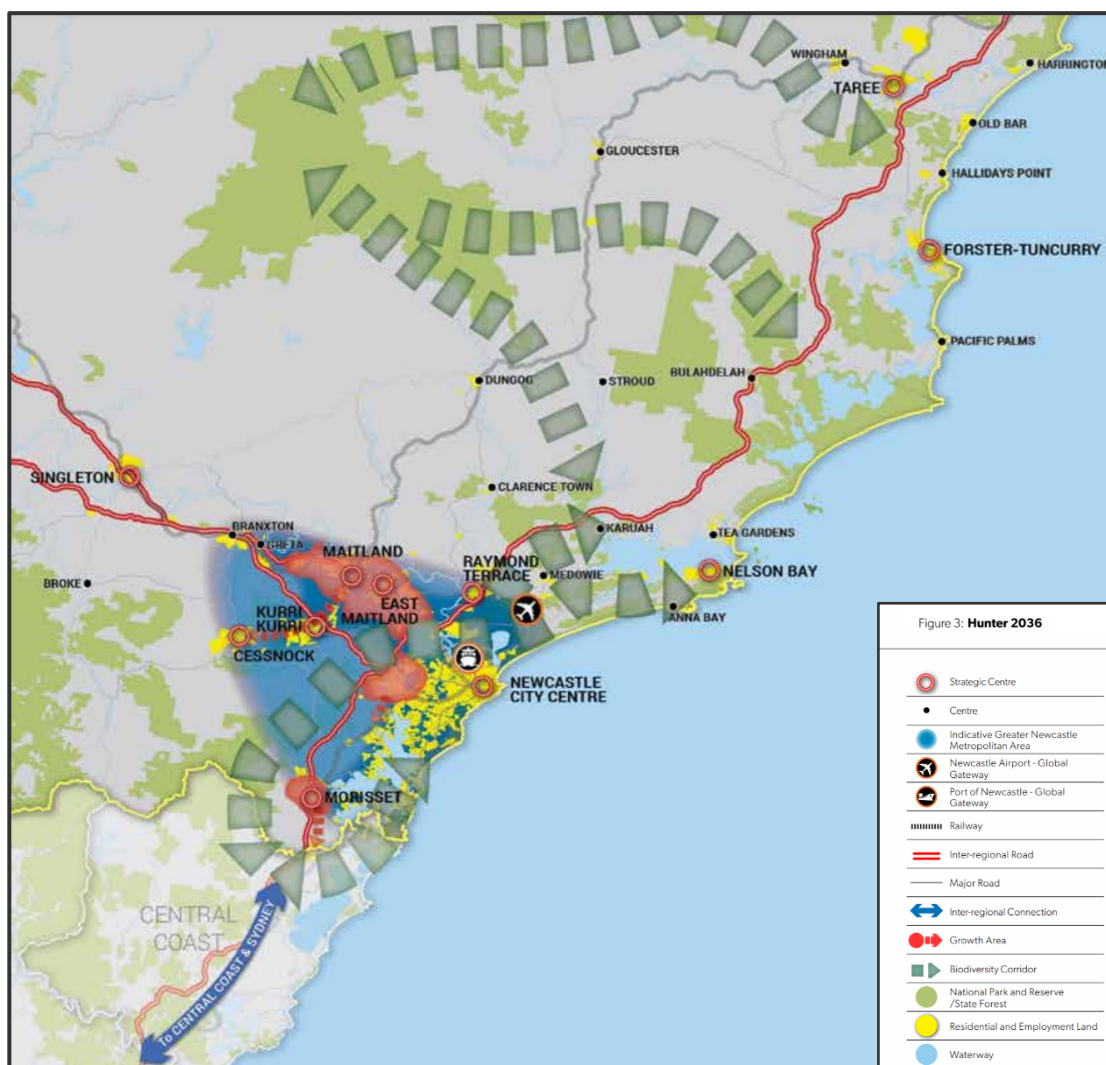 WINGHAM
TAREE
HARRINGTON
OLD BAR
GLOUCESTER
HALLIDAYS POINT
FORSTER-TUNCURRY
PACIFIC PALMS
BULAHDELAH
DUNGOG
STROUD
SINGLETON
CLARENCE TOWN
BRANXTON
GRETA
KARUAH
TEA GARDENS
MAITLAND
RAYMOND
TERRACE
MEDOWIE
NELSON BAY
BROKE
EAST
MAITLAND
ANNA BAY
KURRI
KURRI
CESSNOCK
NEWCASTLE
CITY CENTRE
MORISSET
CENTRAL
COAST
To CENTRAL COAST & SYDNEY
Figure 3: Hunter 2036
Strategic Centre
Centre
Indicative Greater Newcastle
Metropolitan Area
Newcastle Airport - Global
Gateway
Port of Newcastle - Global
Gateway
Railway
Inter-regional Road
Major Road
Inter-regional Connection
Growth Area
Biodiversity Corridor
National Park and Reserve
/State Forest
Residential and Employment Land
Waterway